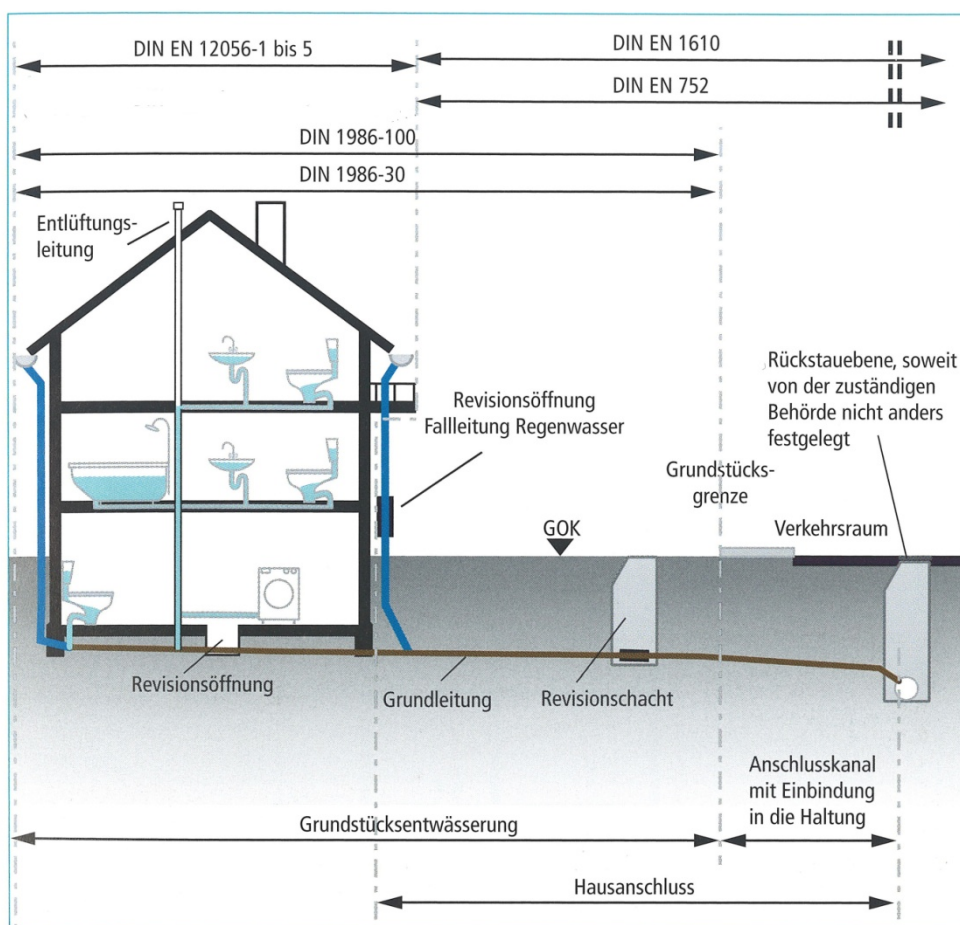 DIN EN 12056-1 bis 5
DIN EN 1610
DIN EN 752
DIN 1986-100
DIN 1986-30
Entlüftungs-
leitung
Revisionsöffnung
Fallleitung Regenwasser
Rückstauebene, soweit
von der zuständigen
Behörde nicht anders
festgelegt
Grundstücks-
grenze
GOK
Verkehrsraum
Revisionsöffnung
Grundleitung
Revisionschacht
Anschlusskanal
mit Einbindung
in die Haltung
Grundstücksentwässerung
Hausanschluss